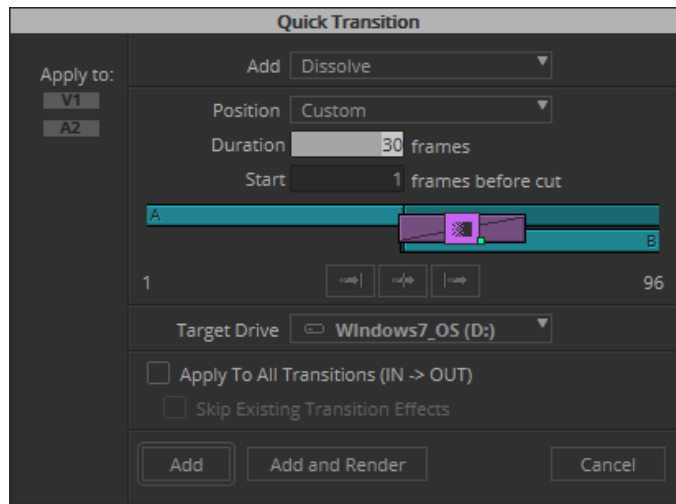 Quick Transition
Apply to:
V1
A2
Add Dissolve
Position Custom
Duration 30 frames
Start 1 frames before cut
A
B
1 96
Target Drive WIndows7_OS (D:)
Apply To All Transitions (IN -> OUT)
Skip Existing Transition Effects
Add Add and Render Cancel